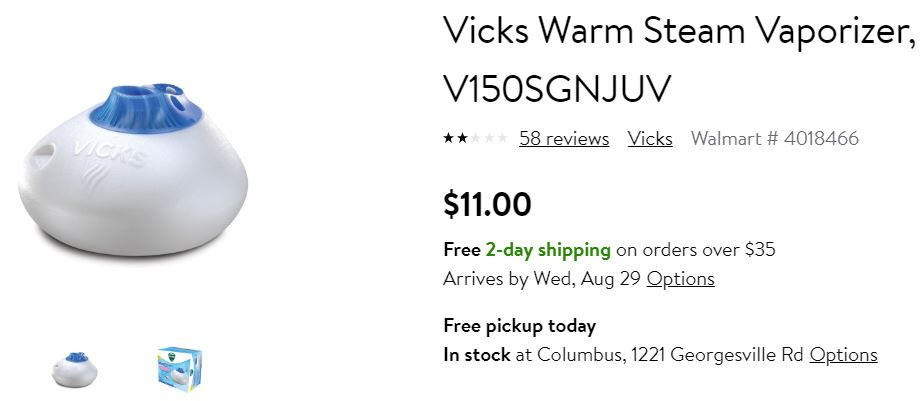 Vicks Warm Steam Vaporizer,
V150SGNJUV
58 reviews Vicks Walmart # 4018466
$11.00
Free 2-day shipping on orders over $35
Arrives by Wed, Aug 29 Options
Free pickup today
In stock at Columbus, 1221 Georgesville Rd Options
VICKS